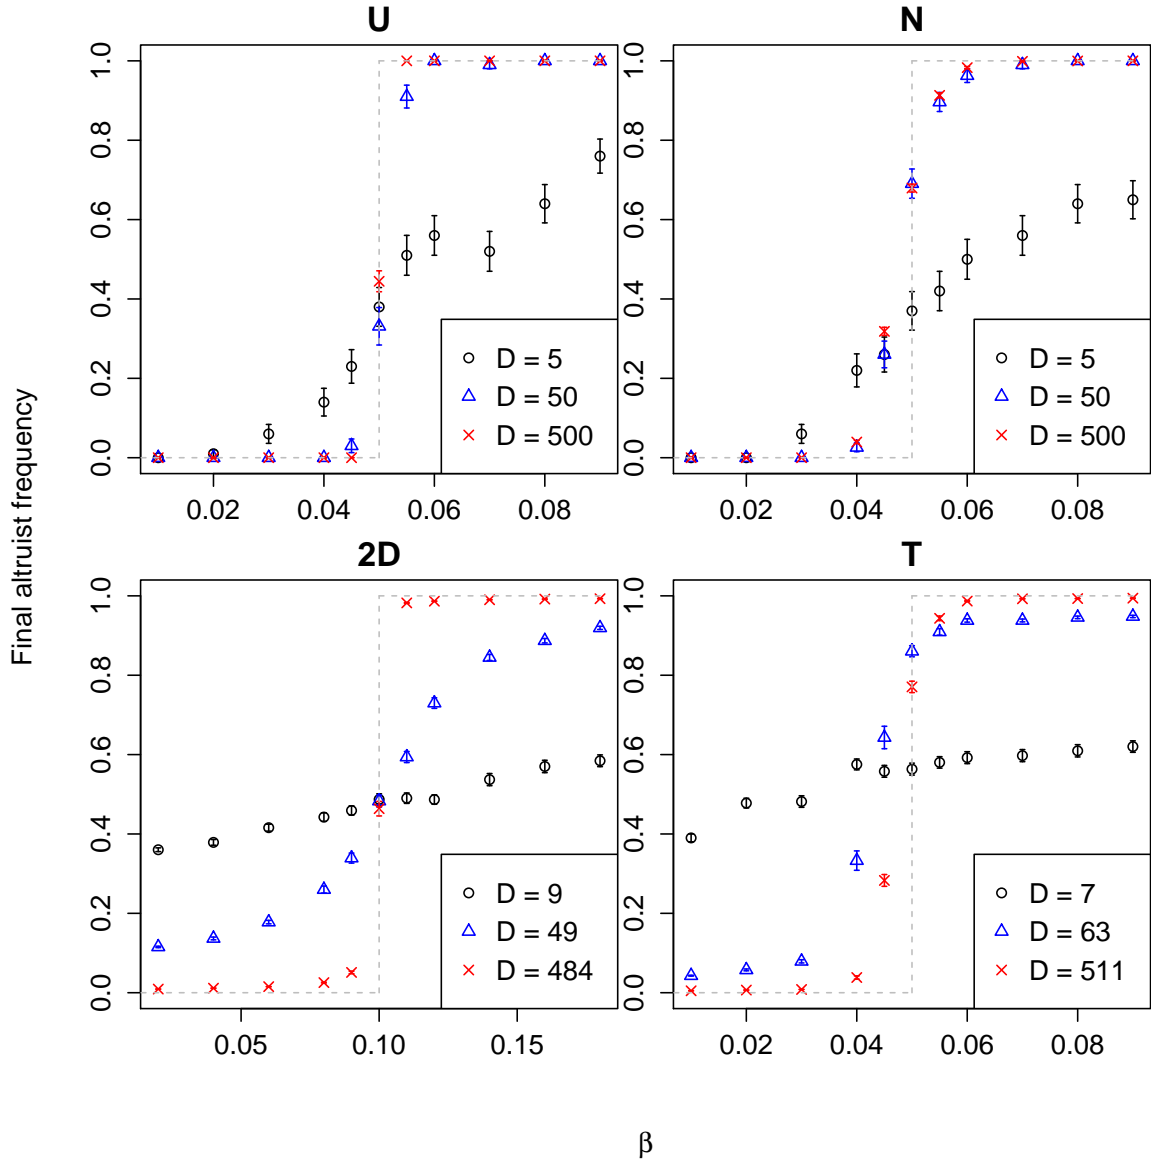 U
N
1.0
0.8
0.6
0.4
0.2
0.0
D = 5
D = 50
D = 500
0.02 0.04 0.06 0.08
1.0
0.8
0.6
0.4
0.2
0.0
D = 5
D = 50
D = 500
0.02 0.04 0.06 0.08
Final altruist frequency
2D
T
1.0
0.8
0.6
0.4
0.2
0.0
D = 9
D = 49
D = 484
0.05 0.10 0.15
1.0
0.8
0.6
0.4
0.2
0.0
D = 7
D = 63
D = 511
0.02 0.04 0.06 0.08
β